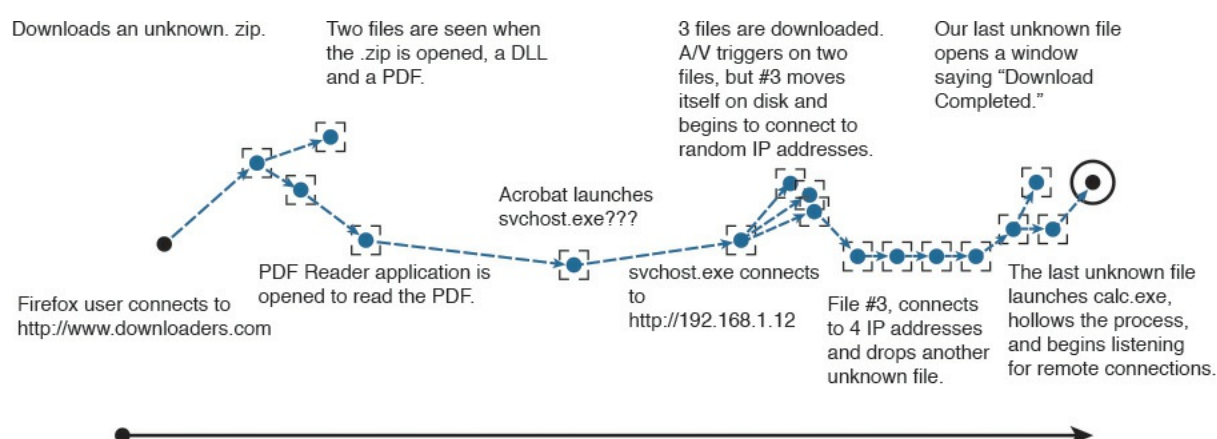 Downloads an unknown. zip.
Two files are seen when
the .zip is opened, a DLL
and a PDF.
3 files are downloaded.
A/V triggers on two
files, but #3 moves
itself on disk and
begins to connect to
random IP addresses.
Our last unknown file
opens a window
saying “Download
Completed.”
Acrobat launches
svchost.exe???
Firefox user connects to
http://www.downloaders.com
PDF Reader application is
opened to read the PDF.
svchost.exe connects
to
http://192.168.1.12
File #3, connects
to 4 IP addresses
and drops another
unknown file.
The last unknown file
launches calc.exe,
hollows the process,
and begins listening
for remote connections.